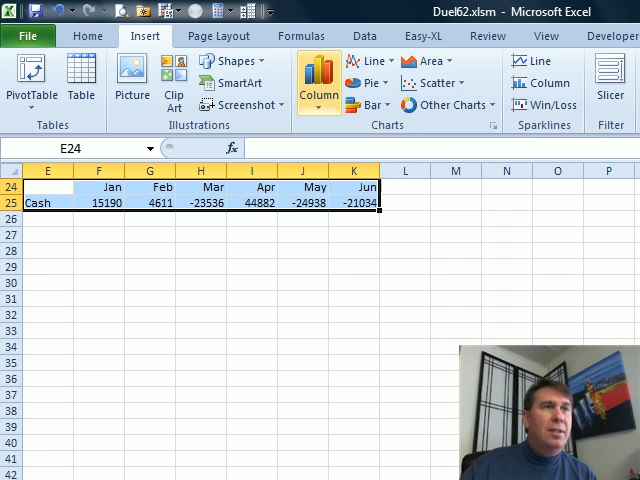 Duel62.xlsm - Microsoft Excel
File Home Insert Page Layout Formulas Data Easy-XL Review View Developer
PivotTable Table Picture Clip Art Shapes SmartArt Screenshot Column Line Pie Bar Area Scatter Other Charts Line Column Win/Loss Slicer
Tables Illustrations Charts Sparklines Filter
E24 fx
E F G H I J K L M N O P
24 Jan Feb Mar Apr May Jun
25 Cash 15190 4611 -23536 44882 -24938 -21034
26
27
28
29
30
31
32
33
34
35
36
37
38
39
40
41
42